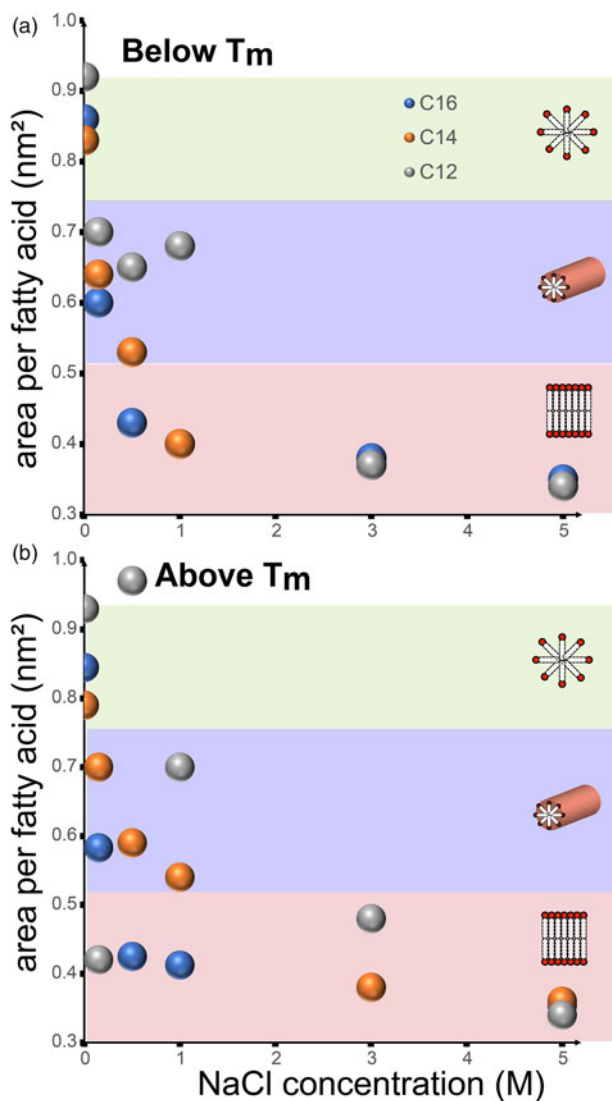 (a)
Below Tm
area per fatty acid (nm²)
1.0
0.9
0.8
0.7
0.6
0.5
0.4
0.3
C16
C14
C12
0
1
2
3
4
5
(b)
Above Tm
area per fatty acid (nm²)
1.0
0.9
0.8
0.7
0.6
0.5
0.4
0.3
0
1
2
3
4
5
NaCl concentration (M)